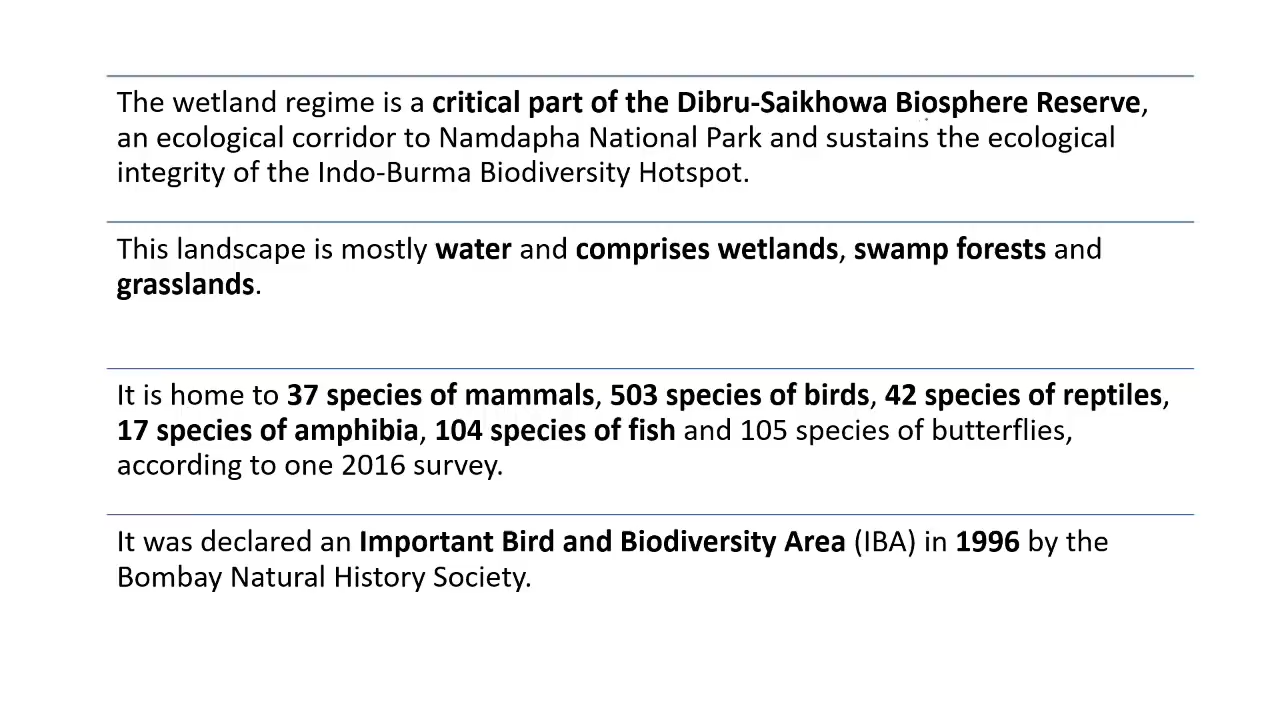 The wetland regime is a critical part of the Dibru-Saikhowa Biosphere Reserve,
an ecological corridor to Namdapha National Park and sustains the ecological
integrity of the Indo-Burma Biodiversity Hotspot.
This landscape is mostly water and comprises wetlands, swamp forests and
grasslands.
It is home to 37 species of mammals, 503 species of birds, 42 species of reptiles,
17 species of amphibia, 104 species of fish and 105 species of butterflies,
according to one 2016 survey.
It was declared an Important Bird and Biodiversity Area (IBA) in 1996 by the
Bombay Natural History Society.